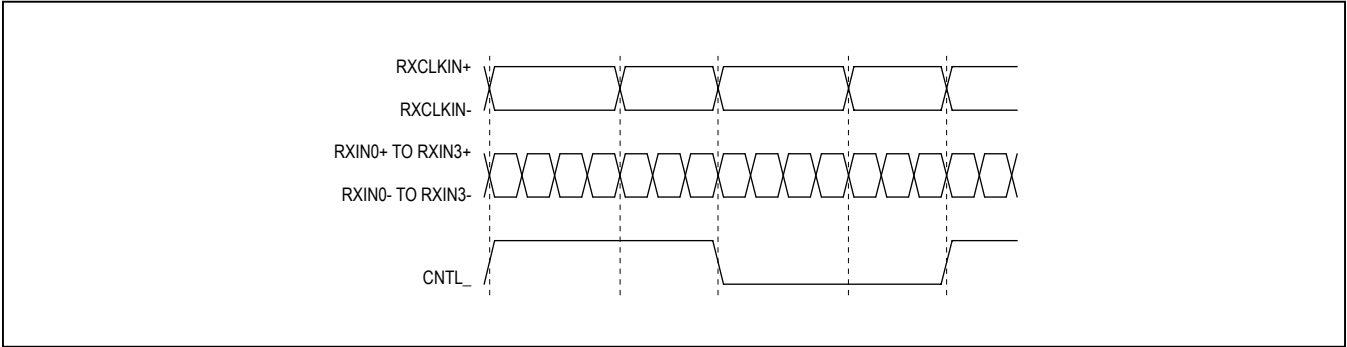 RXCLKIN+
RXCLKIN-
RXIN0+ TO RXIN3+
RXIN0- TO RXIN3-
CNTL_